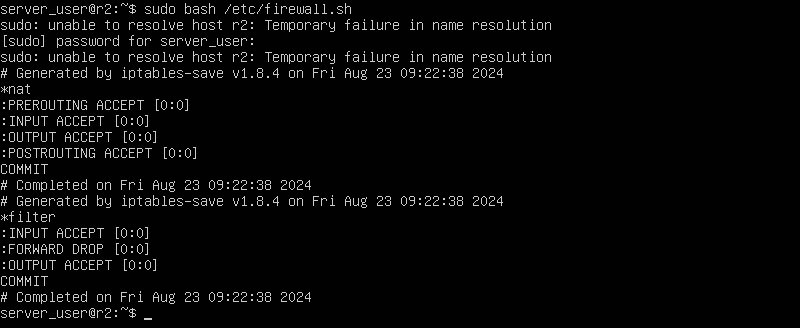 server_user@r2:~$ sudo bash /etc/firewall.sh
sudo: unable to resolve host r2: Temporary failure in name resolution
[sudo] password for server_user:
sudo: unable to resolve host r2: Temporary failure in name resolution
# Generated by iptables-save v1.8.4 on Fri Aug 23 09:22:38 2024
*nat
:PREROUTING ACCEPT [0:0]
:INPUT ACCEPT [0:0]
:OUTPUT ACCEPT [0:0]
:POSTROUTING ACCEPT [0:0]
COMMIT
# Completed on Fri Aug 23 09:22:38 2024
# Generated by iptables-save v1.8.4 on Fri Aug 23 09:22:38 2024
*filter
:INPUT ACCEPT [0:0]
:FORWARD DROP [0:0]
:OUTPUT ACCEPT [0:0]
COMMIT
# Completed on Fri Aug 23 09:22:38 2024
server_user@r2:~$ _